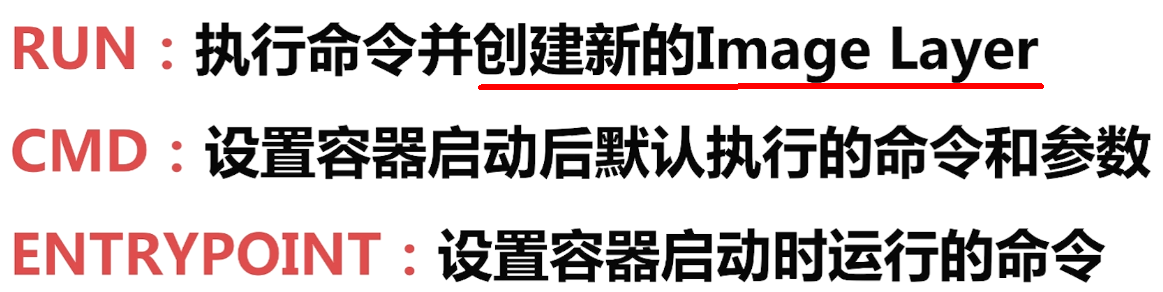 RUN：执行命令并创建新的Image Layer
CMD：设置容器启动后默认执行的命令和参数
ENTRYPOINT：设置容器启动时运行的命令